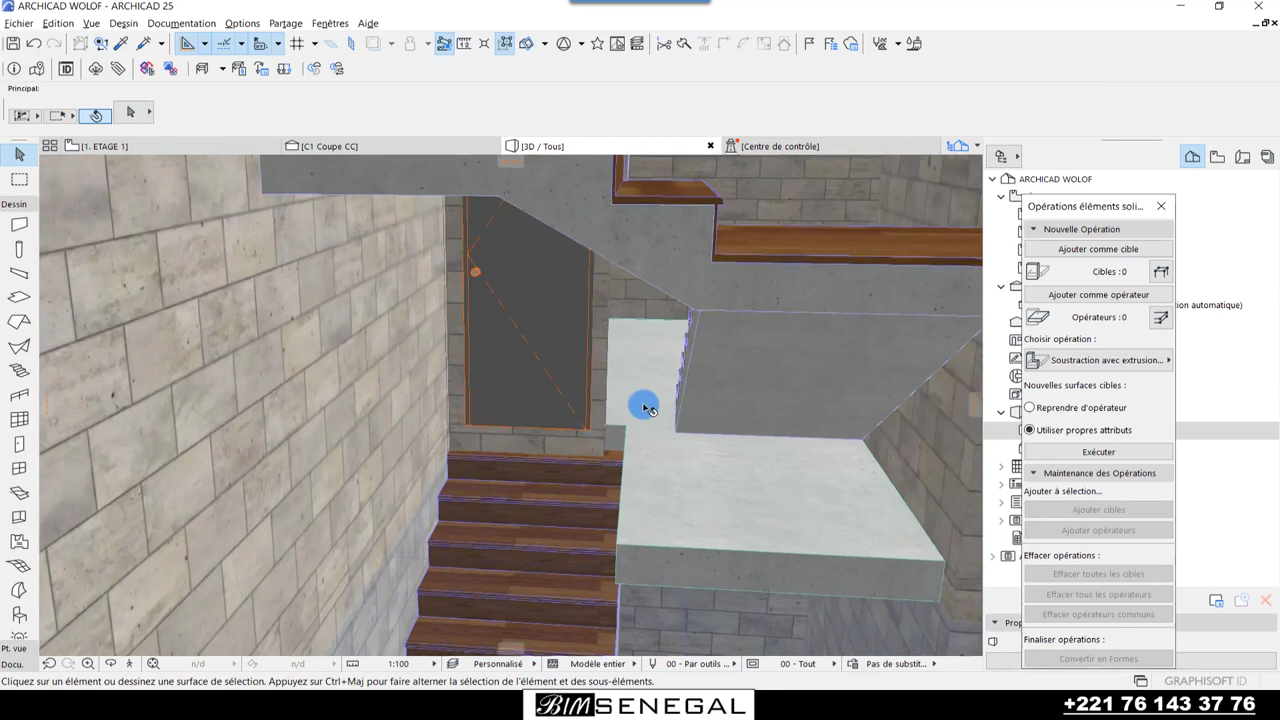 ARCHICAD WOLOF - ARCHICAD 25
Fichier Edition Vue Dessin Documentation Options Partage Fenêtres Aide
Principal:
[1. ETAGE 1] [C1 Coupe CC] [3D / Tous] [Centre de contrôle]
Dessin
ARCHICAD WOLOF
Opérations éléments soli...
Nouvelle Opération
Ajouter comme cible
Cibles : 0
Ajouter comme opérateur
ion automatique)
Opérateurs : 0
Choisir opération :
Soustraction avec extrusion...
Nouvelles surfaces cibles :
Reprendre d'opérateur
Utiliser propres attributs
Exécuter
Maintenance des Opérations
Ajouter à sélection...
Ajouter cibles
Ajouter opérateurs
Effacer opérations :
Effacer toutes les cibles
Effacer tous les opérateurs
Effacer opérateurs communs
Prop
Finaliser opérations :
Convertir en Formes
Pt. vue
Docu.
n/d n/d 1:100 Personnalisé Modèle entier 00 - Par outils ... 00 - Tout Pas de substit...
Cliquez sur un élément ou dessinez une surface de sélection. Appuyez sur Ctrl+Maj pour faire alterner la sélection de l'élément et des sous-éléments.
GRAPHISOFT ID
BIM SENEGAL
+221 76 143 37 76